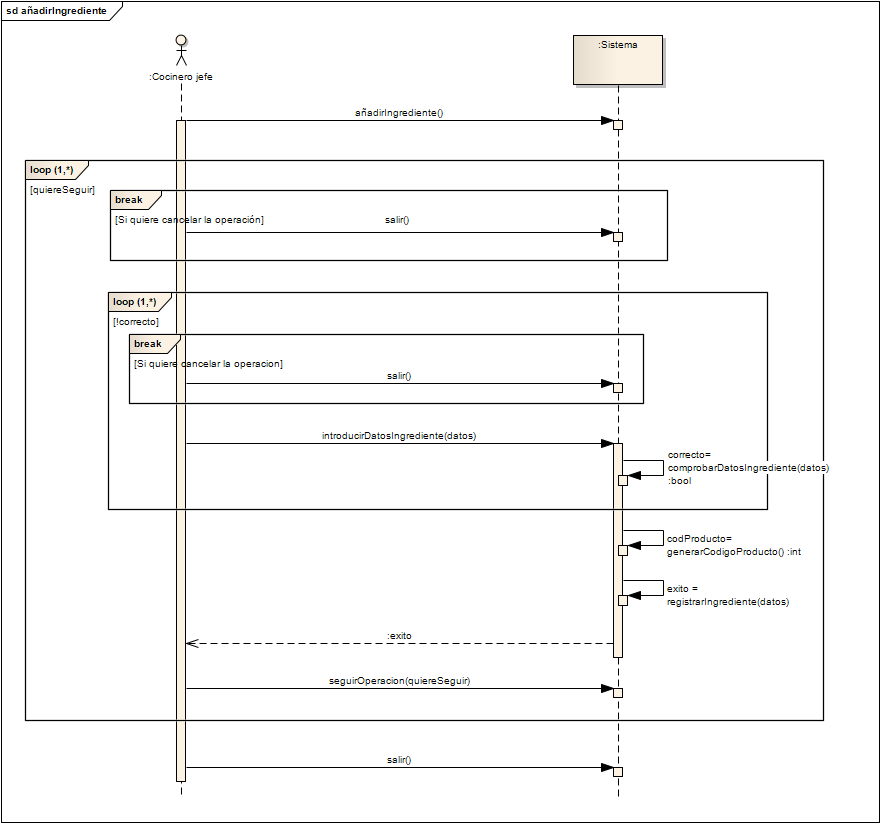 sd añadirIngrediente
:Cocinero jefe
:Sistema
añadirIngrediente()
loop (1,*)
[quiereSeguir]
break
[Si quiere cancelar la operación]
salir()
loop (1,*)
[!correcto]
break
[Si quiere cancelar la operacion]
salir()
introducirDatosIngrediente(datos)
correcto=
comprobarDatosIngrediente(datos)
:bool
codProducto=
generarCodigoProducto() :int
exito =
registrarIngrediente(datos)
:exito
seguirOperacion(quiereSeguir)
salir()